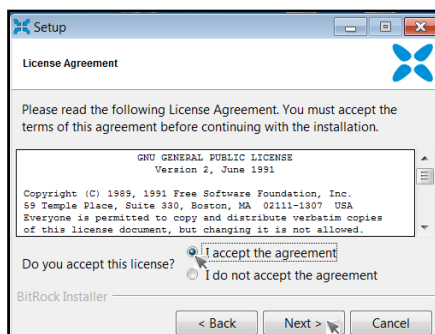 Setup
License Agreement
Please read the following License Agreement. You must accept the
terms of this agreement before continuing with the installation.
GNU GENERAL PUBLIC LICENSE
Version 2, June 1991
Copyright (C) 1989, 1991 Free Software Foundation, Inc.
59 Temple Place, Suite 330, Boston, MA 02111-1307 USA
Everyone is permitted to copy and distribute verbatim copies
of this license document, but changing it is not allowed.
Do you accept this license?
I accept the agreement
I do not accept the agreement
BitRock Installer
< Back Next > Cancel